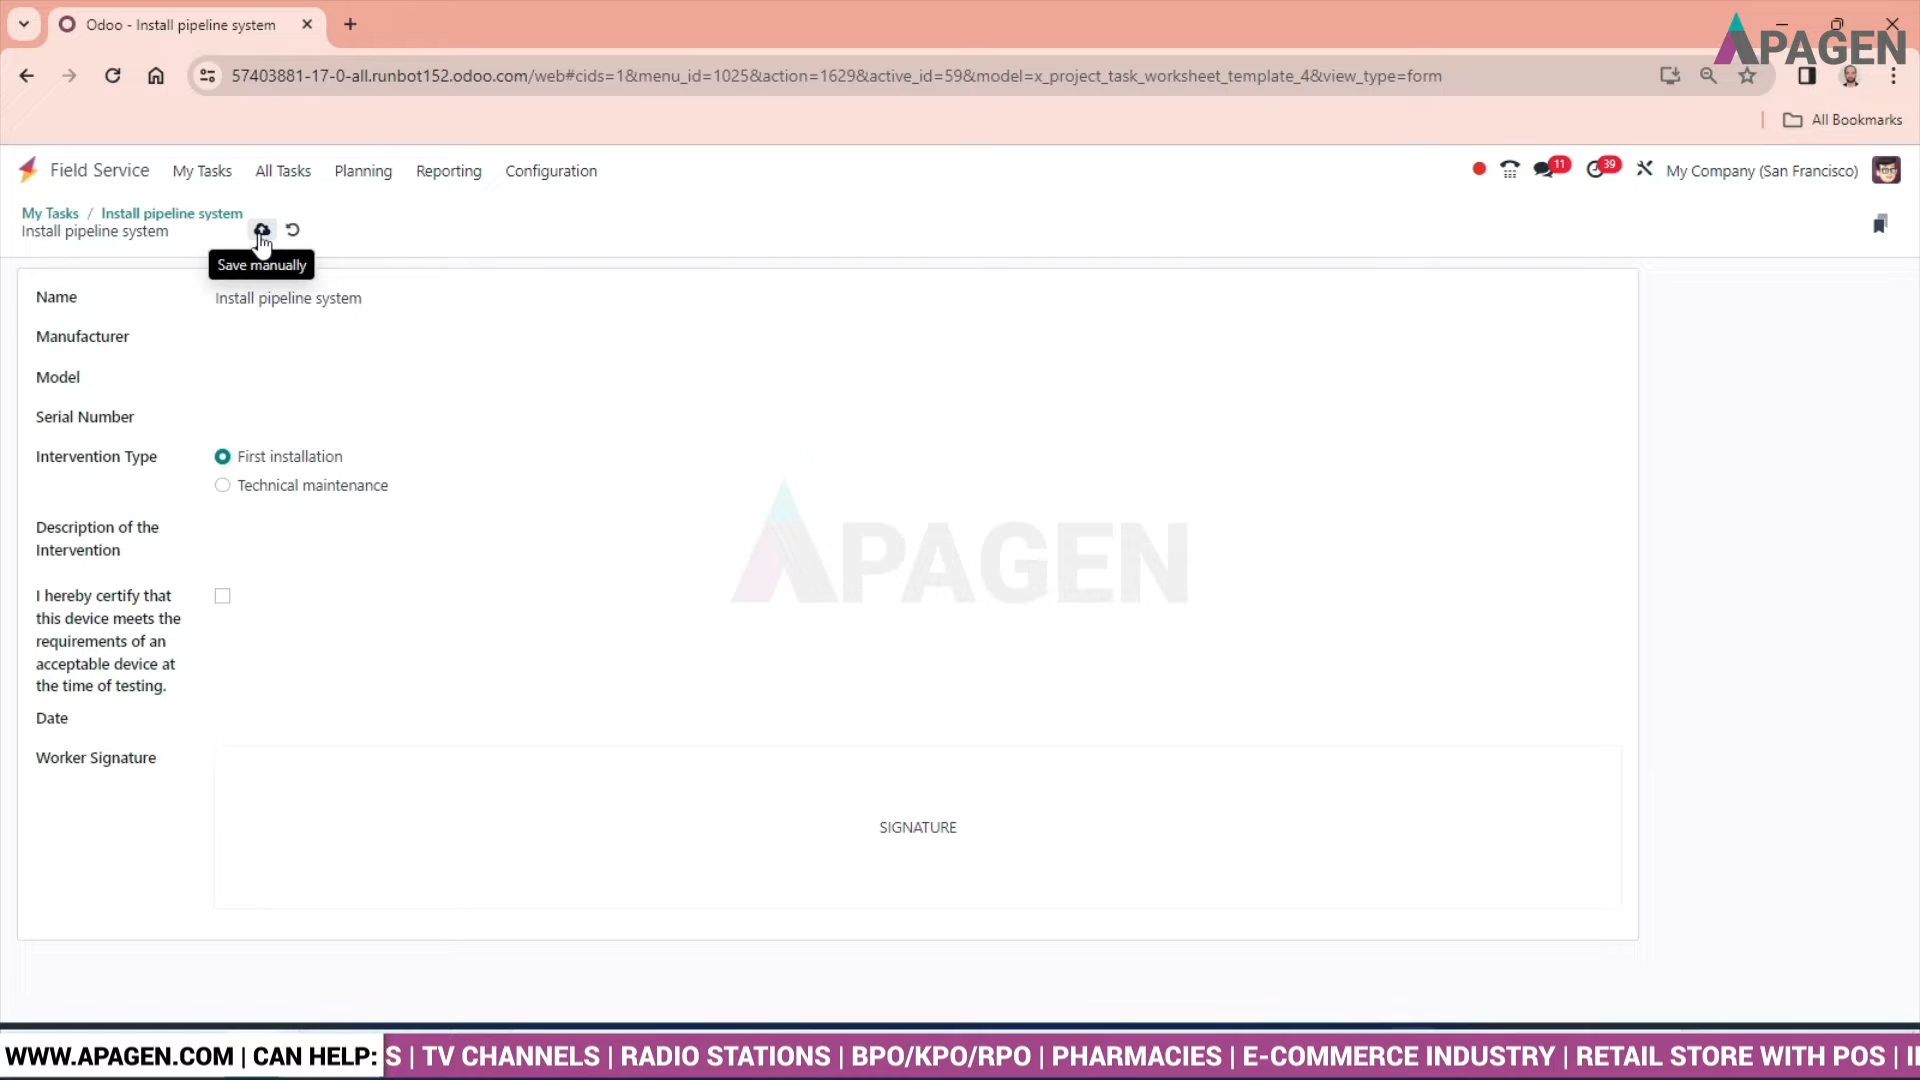 Odoo - Install pipeline system
APAGEN
57403881-17-0-all.runbot152.odoo.com/web#cids=1&menu_id=1025&action=1629&active_id=59&model=x_project_task_worksheet_template_4&view_type=form
All Bookmarks
Field Service My Tasks All Tasks Planning Reporting Configuration 11 39 My Company (San Francisco)
My Tasks / Install pipeline system
Install pipeline system
Save manually
Name Install pipeline system
Manufacturer
Model
Serial Number
Intervention Type First installation
Technical maintenance
Description of the
Intervention
I hereby certify that
this device meets the
requirements of an
acceptable device at
the time of testing.
APAGEN
Date
Worker Signature
SIGNATURE
WWW.APAGEN.COM | CAN HELP: S | TV CHANNELS | RADIO STATIONS | BPO/KPO/RPO | PHARMACIES | E-COMMERCE INDUSTRY | RETAIL STORE WITH POS |